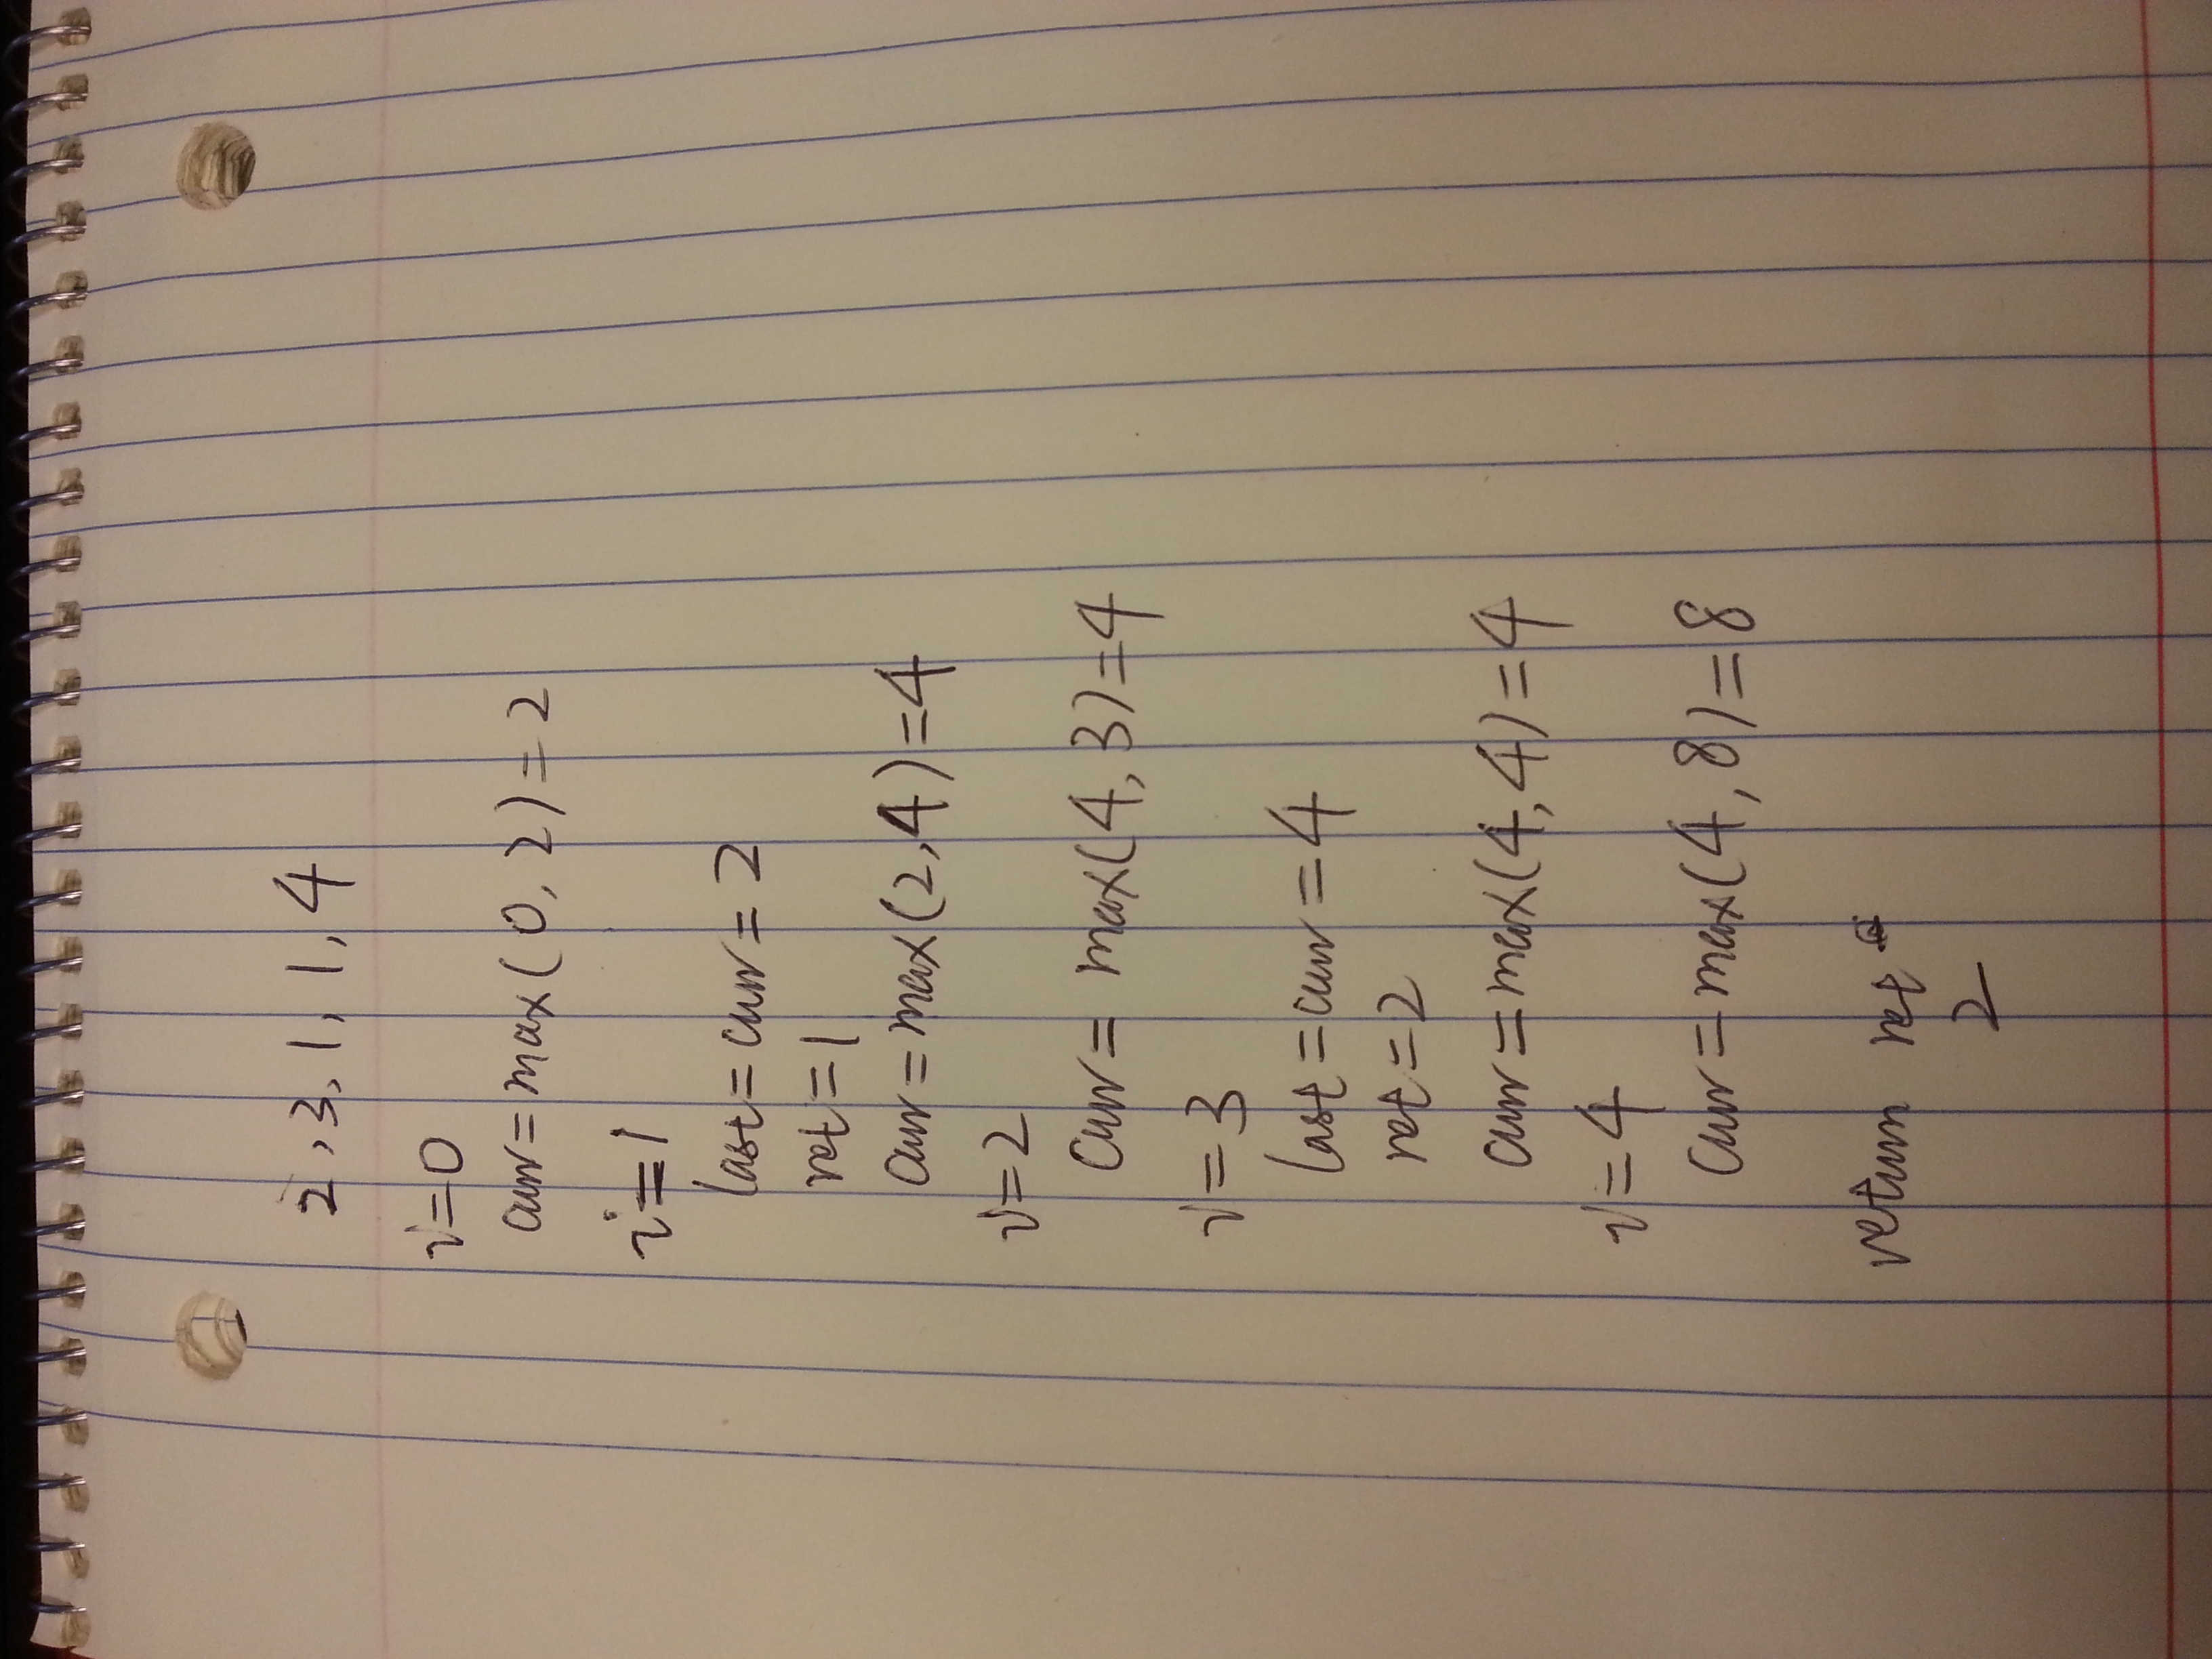 2, 3, 1, 1, 4
i=0
curr=max(0, 2)=2
i=1
last=curr=2
ret=1
curr=max(2,4)=4
i=2
curr= max(4, 3)=4
i=3
last=curr=4
ret=2
curr=max(4,4)=4
i=4
curr=max(4,8)=8
return ret
2